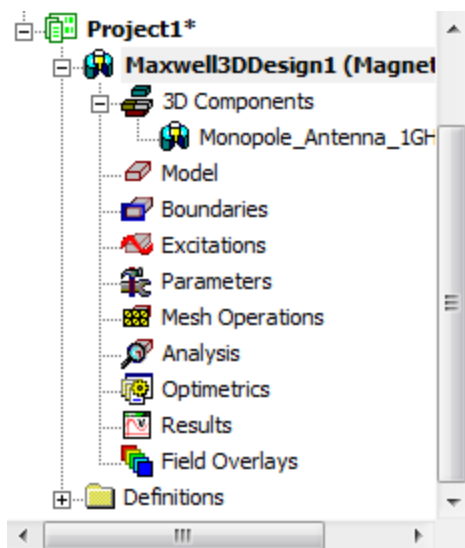 Project1*
Maxwell3DDesign1 (Magnet
3D Components
Monopole_Antenna_1GH
Model
Boundaries
Excitations
Parameters
Mesh Operations
Analysis
Optimetrics
Results
Field Overlays
Definitions